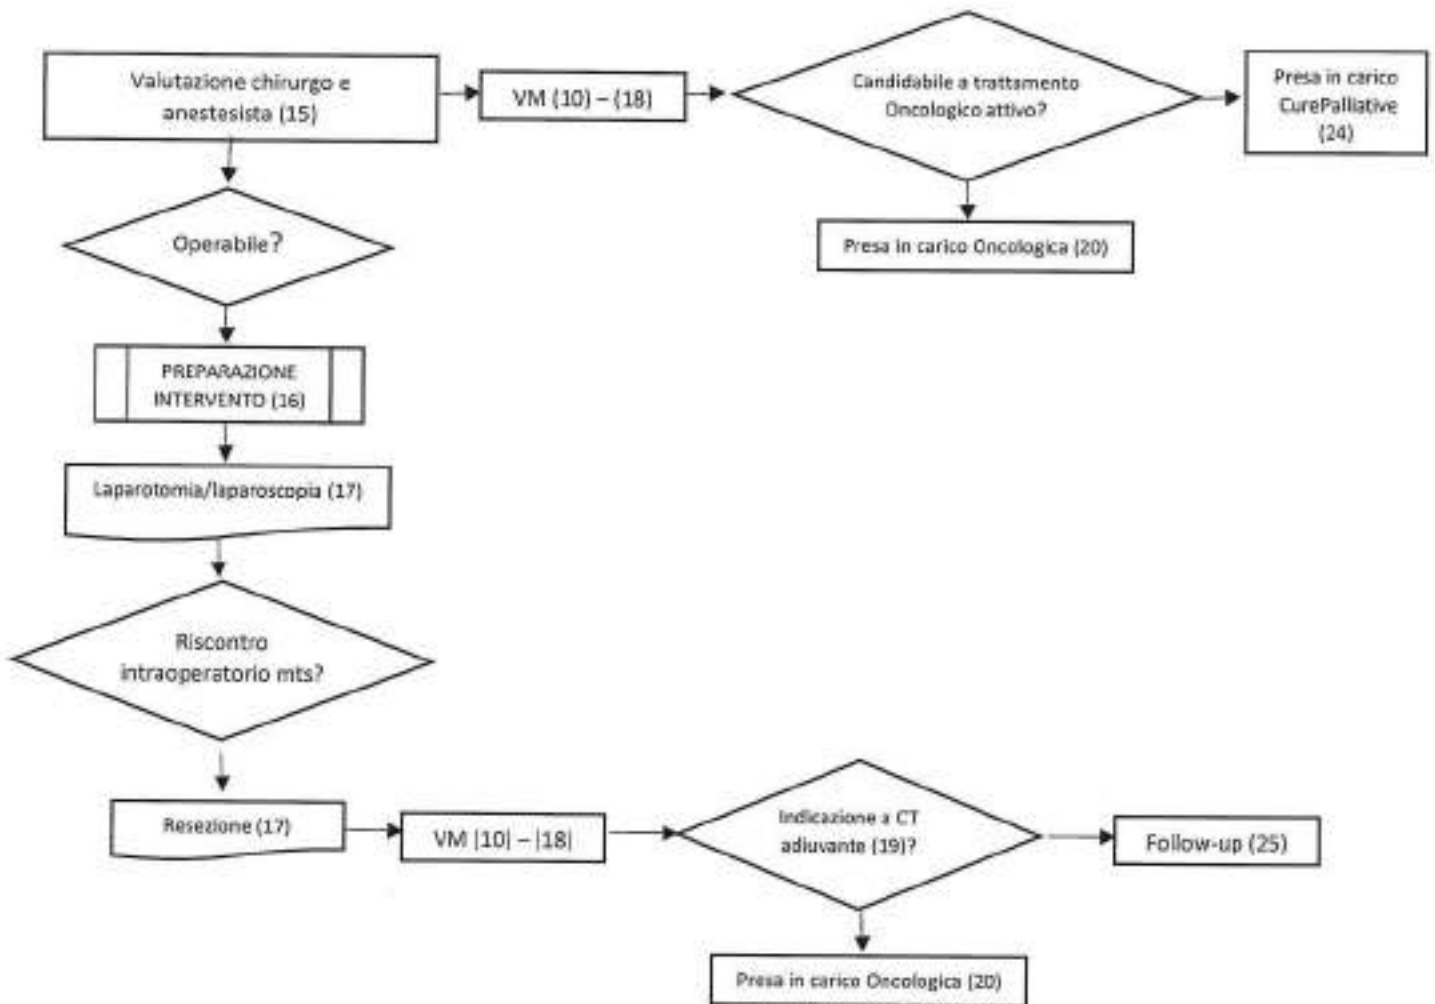 Valutazione chirurgo e
anestesista (15)
VM (10) – (18)
Candidabile a trattamento
Oncologico attivo?
Presa in carico
CurePalliative
(24)
Operabile?
Presa in carico Oncologica (20)
PREPARAZIONE
INTERVENTO (16)
Laparotomia/laparoscopia (17)
Riscontro
intraoperatorio mts?
Resezione (17)
VM |10| – |18|
Indicazione a CT
adiuvante (19)?
Follow-up (25)
Presa in carico Oncologica (20)